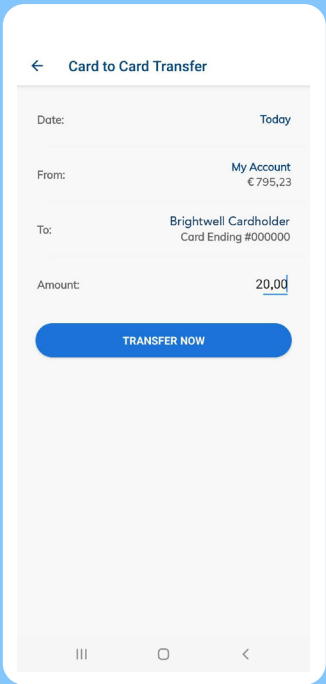 Card to Card Transfer
Date:
Today
From:
My Account
€ 795,23
To:
Brightwell Cardholder
Card Ending #000000
Amount:
20,00
TRANSFER NOW